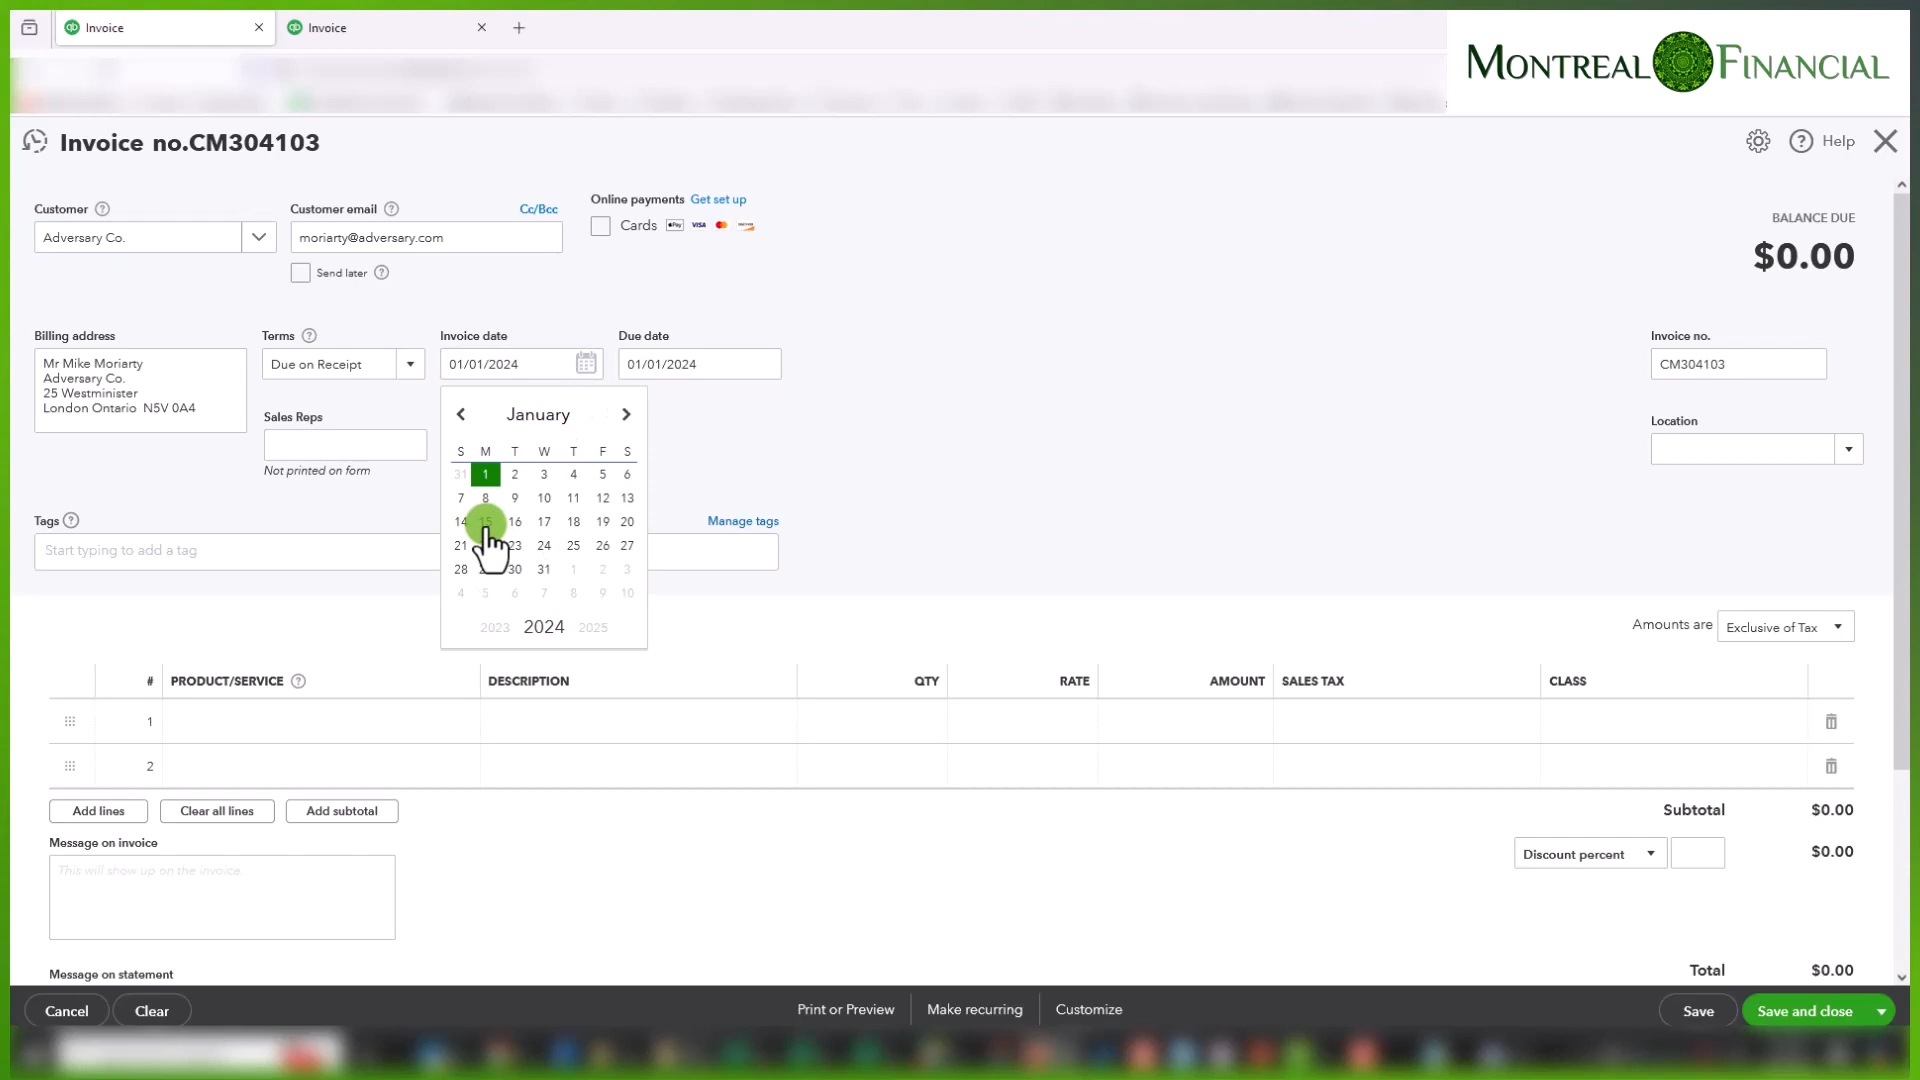 Invoice
Invoice
MONTREAL FINANCIAL
Invoice no.CM304103
Help
Customer
Customer email
Cc/Bcc
Online payments Get set up
Cards
Pay
VISA
BALANCE DUE
$0.00
Adversary Co.
moriarty@adversary.com
Send later
Billing address
Terms
Invoice date
Due date
Invoice no.
Mr Mike Moriarty
Adversary Co.
25 Westminister
London Ontario N5V 0A4
Due on Receipt
01/01/2024
01/01/2024
CM304103
Sales Reps
Not printed on form
Location
January
S M T W T F S
31 1 2 3 4 5 6
7 8 9 10 11 12 13
14 15 16 17 18 19 20
21 23 24 25 26 27
28 30 31 1 2 3
4 5 6 7 8 9 10
2023 2024 2025
Tags
Manage tags
Start typing to add a tag
Amounts are Exclusive of Tax
# PRODUCT/SERVICE DESCRIPTION QTY RATE AMOUNT SALES TAX CLASS
1
2
Add lines Clear all lines Add subtotal
Subtotal $0.00
Message on invoice
This will show up on the invoice.
Discount percent $0.00
Message on statement
Total $0.00
Cancel Clear Print or Preview Make recurring Customize Save Save and close